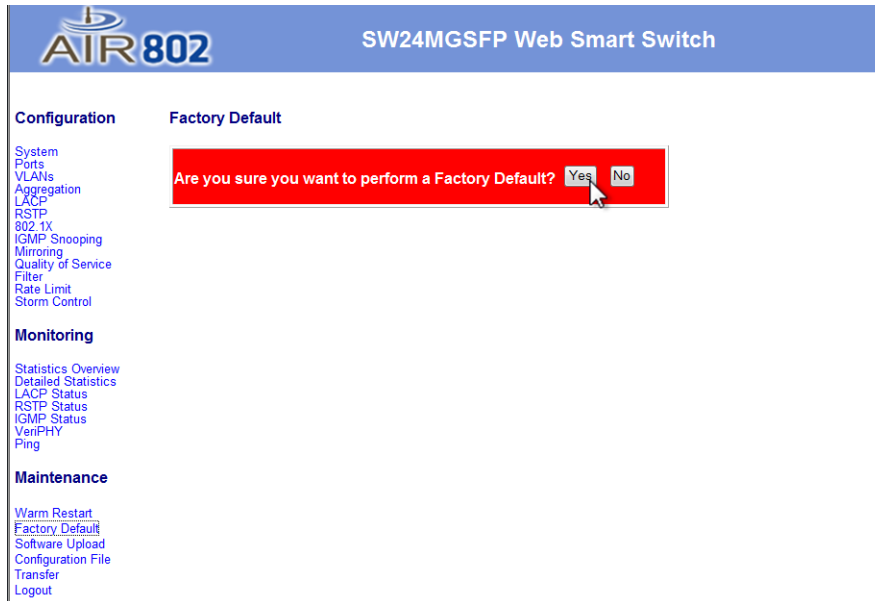 AIR802
SW24MGSFP Web Smart Switch
Configuration
System
Ports
VLANs
Aggregation
LACP
RSTP
802.1X
IGMP Snooping
Mirroring
Quality of Service
Filter
Rate Limit
Storm Control
Monitoring
Statistics Overview
Detailed Statistics
LACP Status
RSTP Status
IGMP Status
VeriPHY
Ping
Maintenance
Warm Restart
Factory Default
Software Upload
Configuration File
Transfer
Logout
Factory Default
Are you sure you want to perform a Factory Default? Yes No